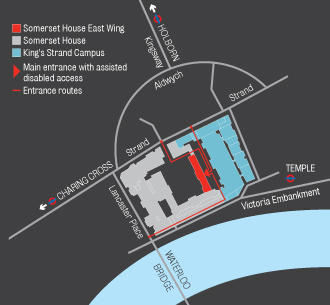 Somerset House East Wing
Somerset House
King's Strand Campus
Main entrance with assisted
disabled access
Entrance routes
HOLBORN
Kingsway
Aldwych
Strand
Strand
CHARING CROSS
Lancaster Place
TEMPLE
Victoria Embankment
WATERLOO
BRIDGE